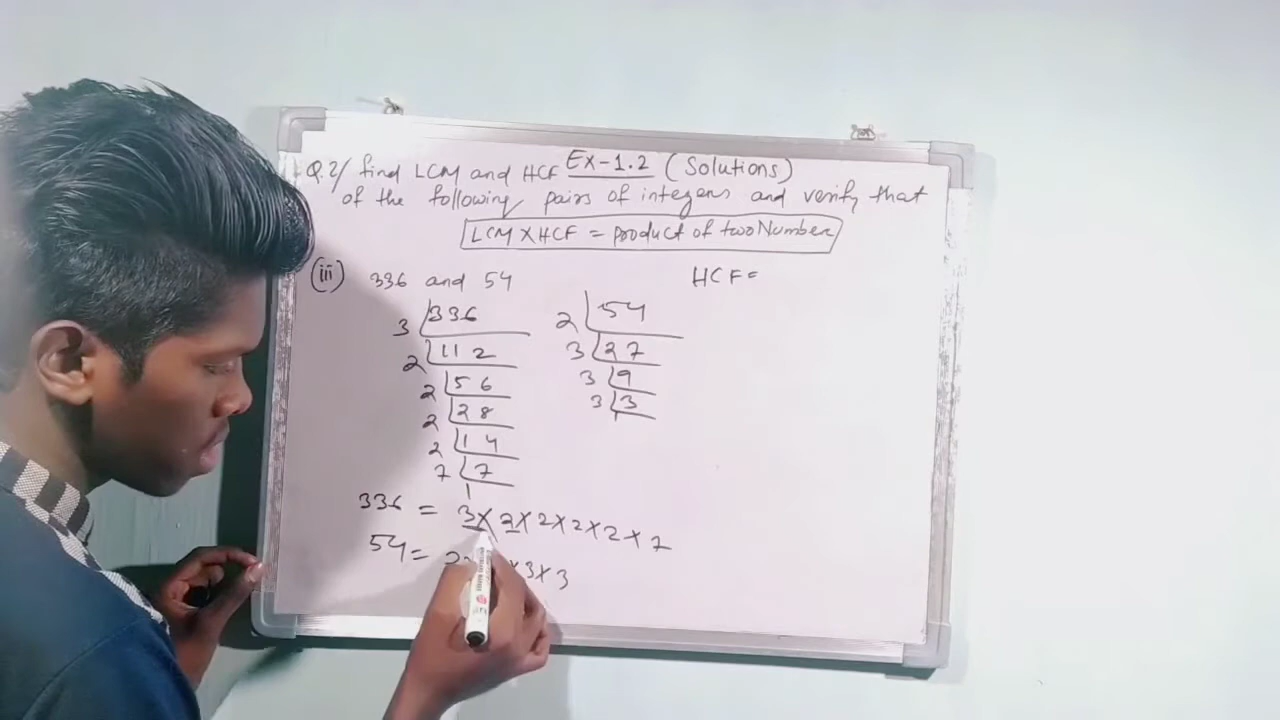 Q.2/ find LCM and HCF Ex-1.2 (Solutions)
of the following pairs of integers and verify that
LCM X HCF = product of two Number
(iii) 336 and 54
HCF=
3 336
2 112
2 56
2 28
2 14
7 7
1
2 54
3 27
3 9
3 3
1
336 = 3 × 2 × 2 × 2 × 2 × 7
54 = 2 × 3 × 3